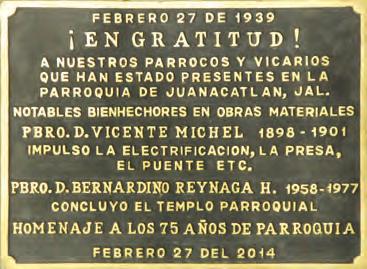 FEBRERO 27 DE 1939
¡EN GRATITUD!
A NUESTROS PARROCOS Y VICARIOS
QUE HAN ESTADO PRESENTES EN LA
PARROQUIA DE JUANACATLAN, JAL.
NOTABLES BIENHECHORES EN OBRAS MATERIALES
PBRO. D. VICENTE MICHEL 1898-1901
IMPULSO LA ELECTRIFICACION, LA PRESA,
EL PUENTE ETC.
PBRO. D. BERNARDINO REYNAGA H. 1958-1977
CONCLUYO EL TEMPLO PARROQUIAL
HOMENAJE A LOS 75 AÑOS DE PARROQUIA
FEBRERO 27 DEL 2014